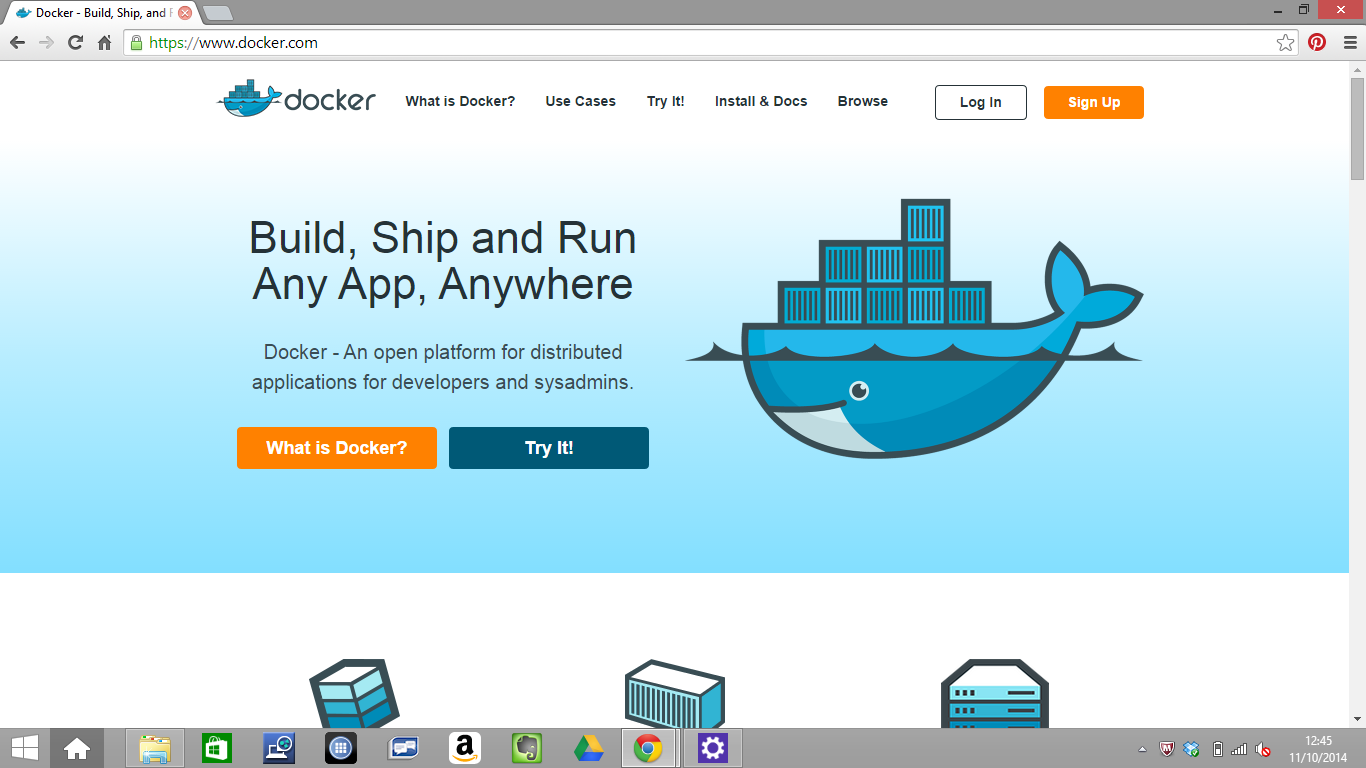 Docker - Build, Ship, and R
https://www.docker.com
docker
What is Docker?
Use Cases
Try It!
Install & Docs
Browse
Log In
Sign Up
Build, Ship and Run
Any App, Anywhere
Docker - An open platform for distributed
applications for developers and sysadmins.
What is Docker?
Try It!
a
12:45
11/10/2014